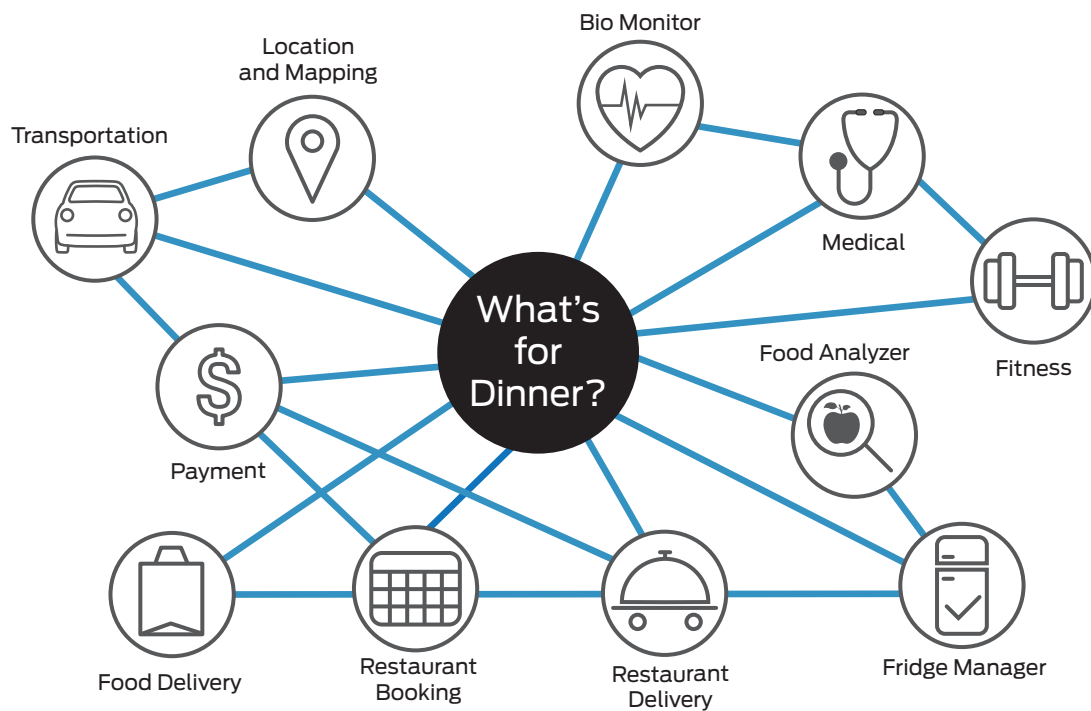 Bio Monitor
Location
and Mapping
Transportation
Medical
What's
for
Dinner?
Food Analyzer
Fitness
$
Payment
Food Delivery
Restaurant
Booking
Restaurant
Delivery
Fridge Manager